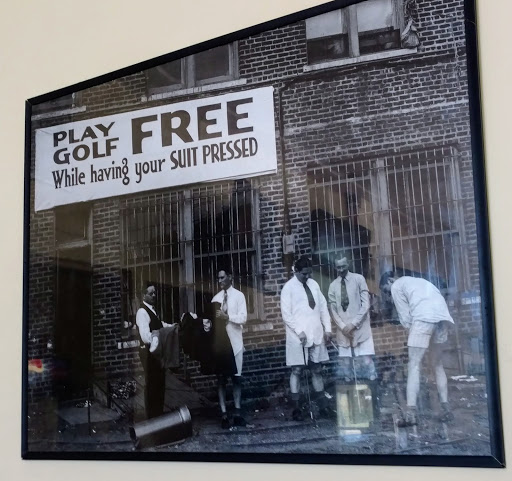 PLAY GOLF FREE
While having your SUIT PRESSED